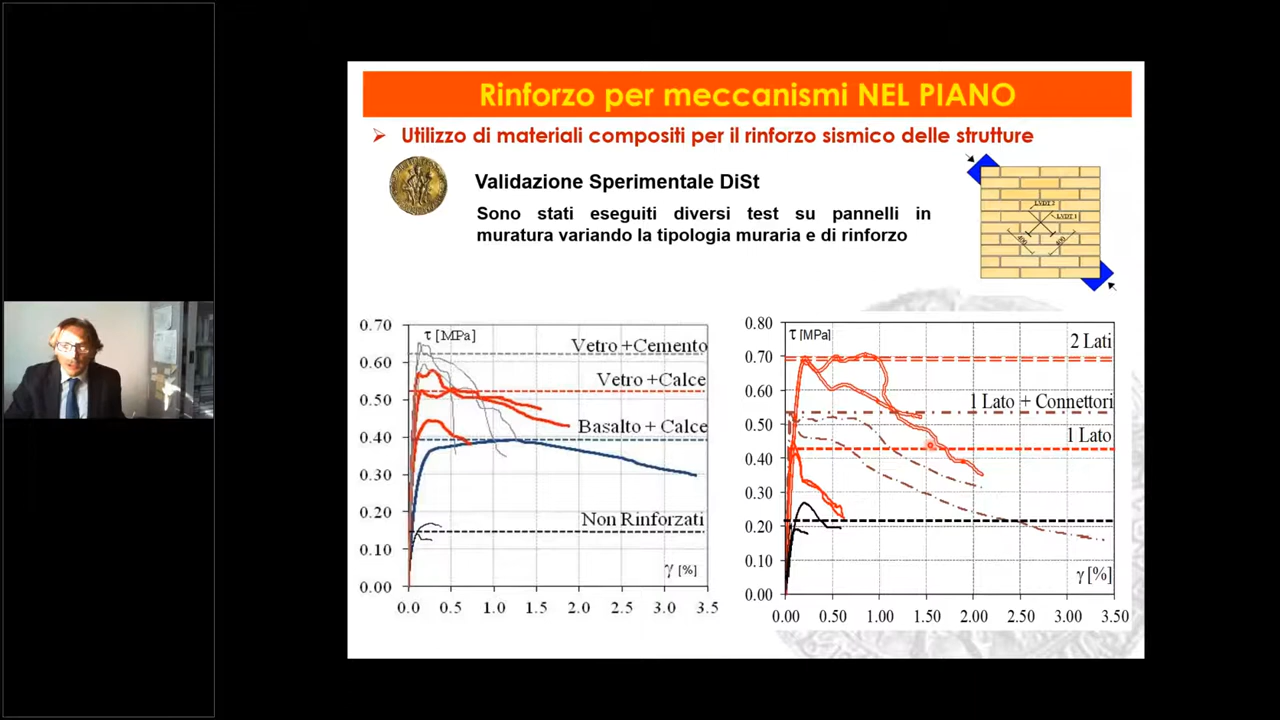 Rinforzo per meccanismi NEL PIANO
Utilizzo di materiali compositi per il rinforzo sismico delle strutture
Validazione Sperimentale DiSt
Sono stati eseguiti diversi test su pannelli in
muratura variando la tipologia muraria e di rinforzo
LVDT 2
LVDT 1
400
400
0.70
0.60
0.50
0.40
0.30
0.20
0.10
0.00
τ [MPa]
Vetro +Cemento
Vetro +Calce
Basalto + Calce
Non Rinforzati
γ [%]
0.0 0.5 1.0 1.5 2.0 2.5 3.0 3.5
0.80
0.70
0.60
0.50
0.40
0.30
0.20
0.10
0.00
τ [MPa]
2 Lati
1 Lato + Connettori
1 Lato
γ [%]
0.00 0.50 1.00 1.50 2.00 2.50 3.00 3.50